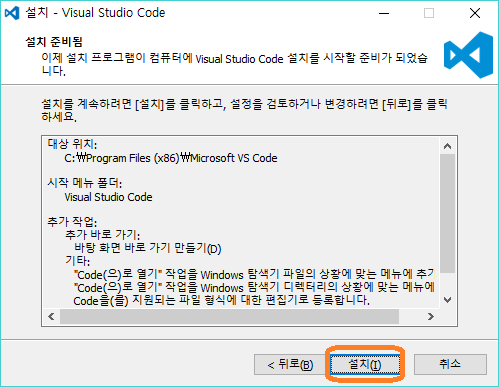 설치 - Visual Studio Code
설치 준비됨
이제 설치 프로그램이 컴퓨터에 Visual Studio Code 설치를 시작할 준비가 되었습
니다.
설치를 계속하려면 [설치]를 클릭하고, 설정을 검토하거나 변경하려면 [뒤로]를 클릭
하세요.
대상 위치:
C:₩Program Files (x86)₩Microsoft VS Code
시작 메뉴 폴더:
Visual Studio Code
추가 작업:
추가 바로 가기:
바탕 화면 바로 가기 만들기(D)
기타:
"Code(으)로 열기" 작업을 Windows 탐색기 파일의 상황에 맞는 메뉴에 추가
"Code(으)로 열기" 작업을 Windows 탐색기 디렉터리의 상황에 맞는 메뉴에
Code을(를) 지원되는 파일 형식에 대한 편집기로 등록합니다.
< 뒤로(B)
설치(I)
취소